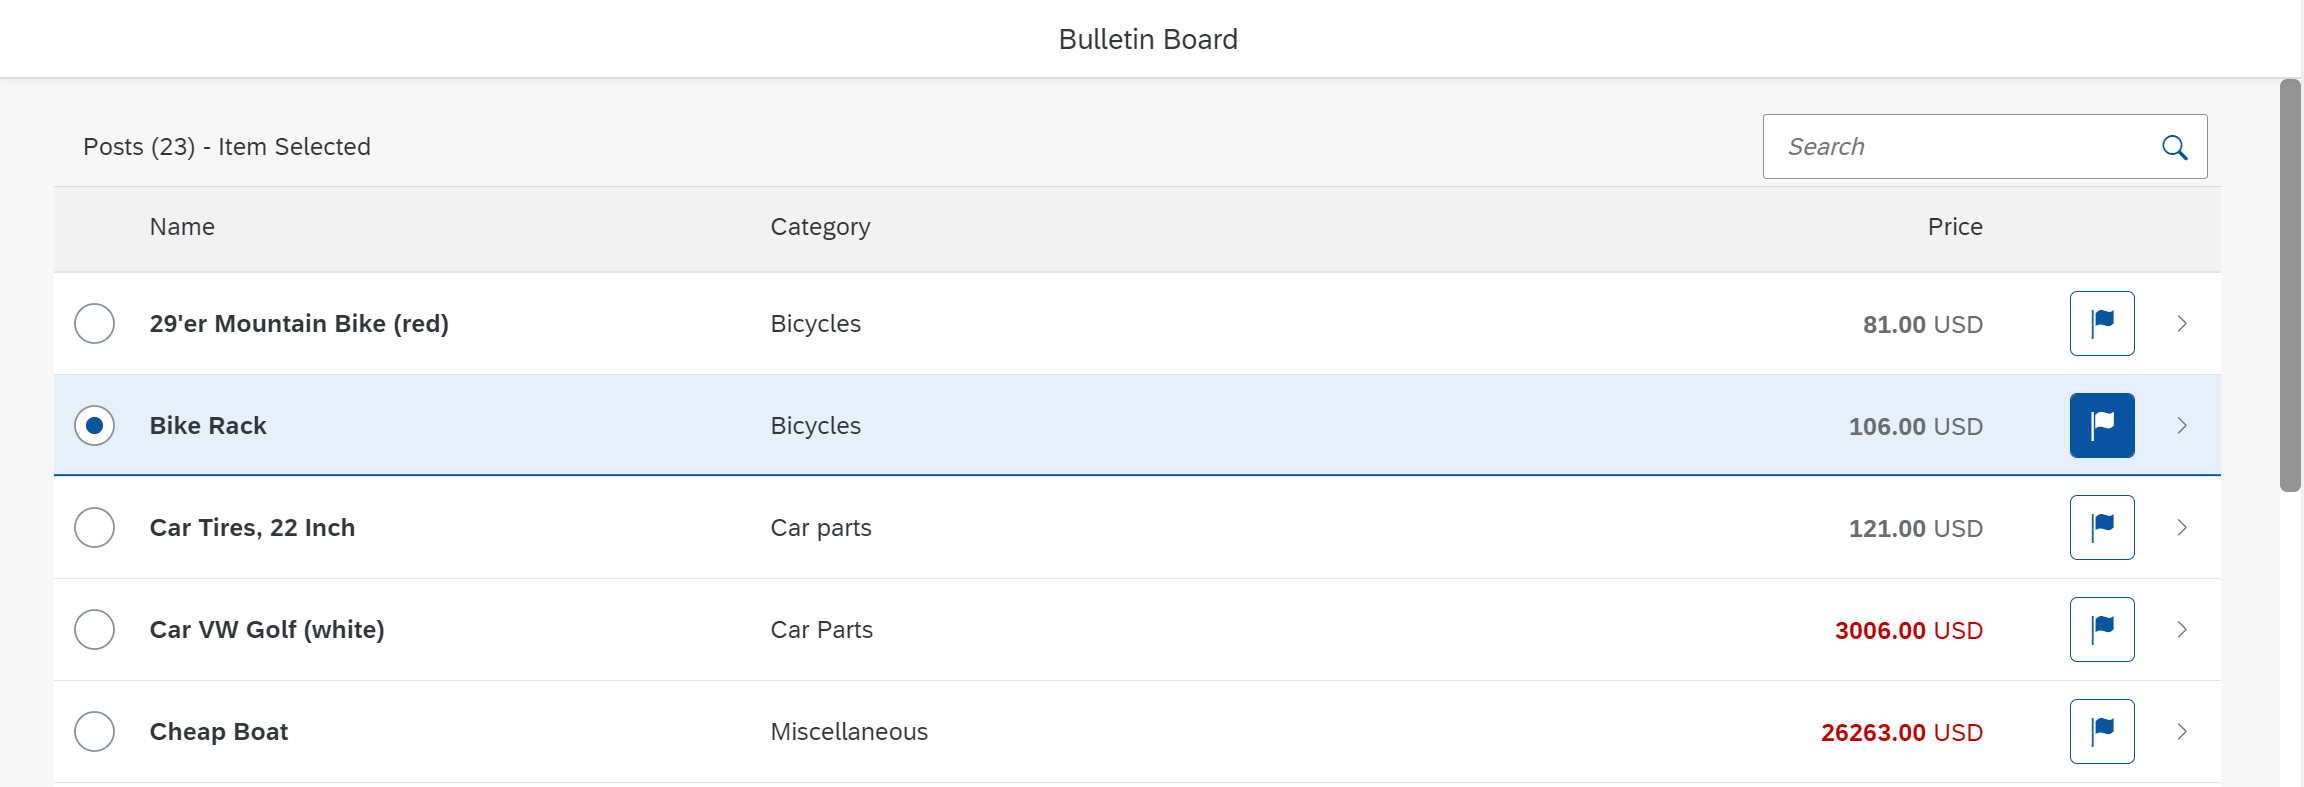 Bulletin Board
Posts (23) - Item Selected
Search
Name Category Price
29'er Mountain Bike (red) Bicycles 81.00 USD
Bike Rack Bicycles 106.00 USD
Car Tires, 22 Inch Car parts 121.00 USD
Car VW Golf (white) Car Parts 3006.00 USD
Cheap Boat Miscellaneous 26263.00 USD